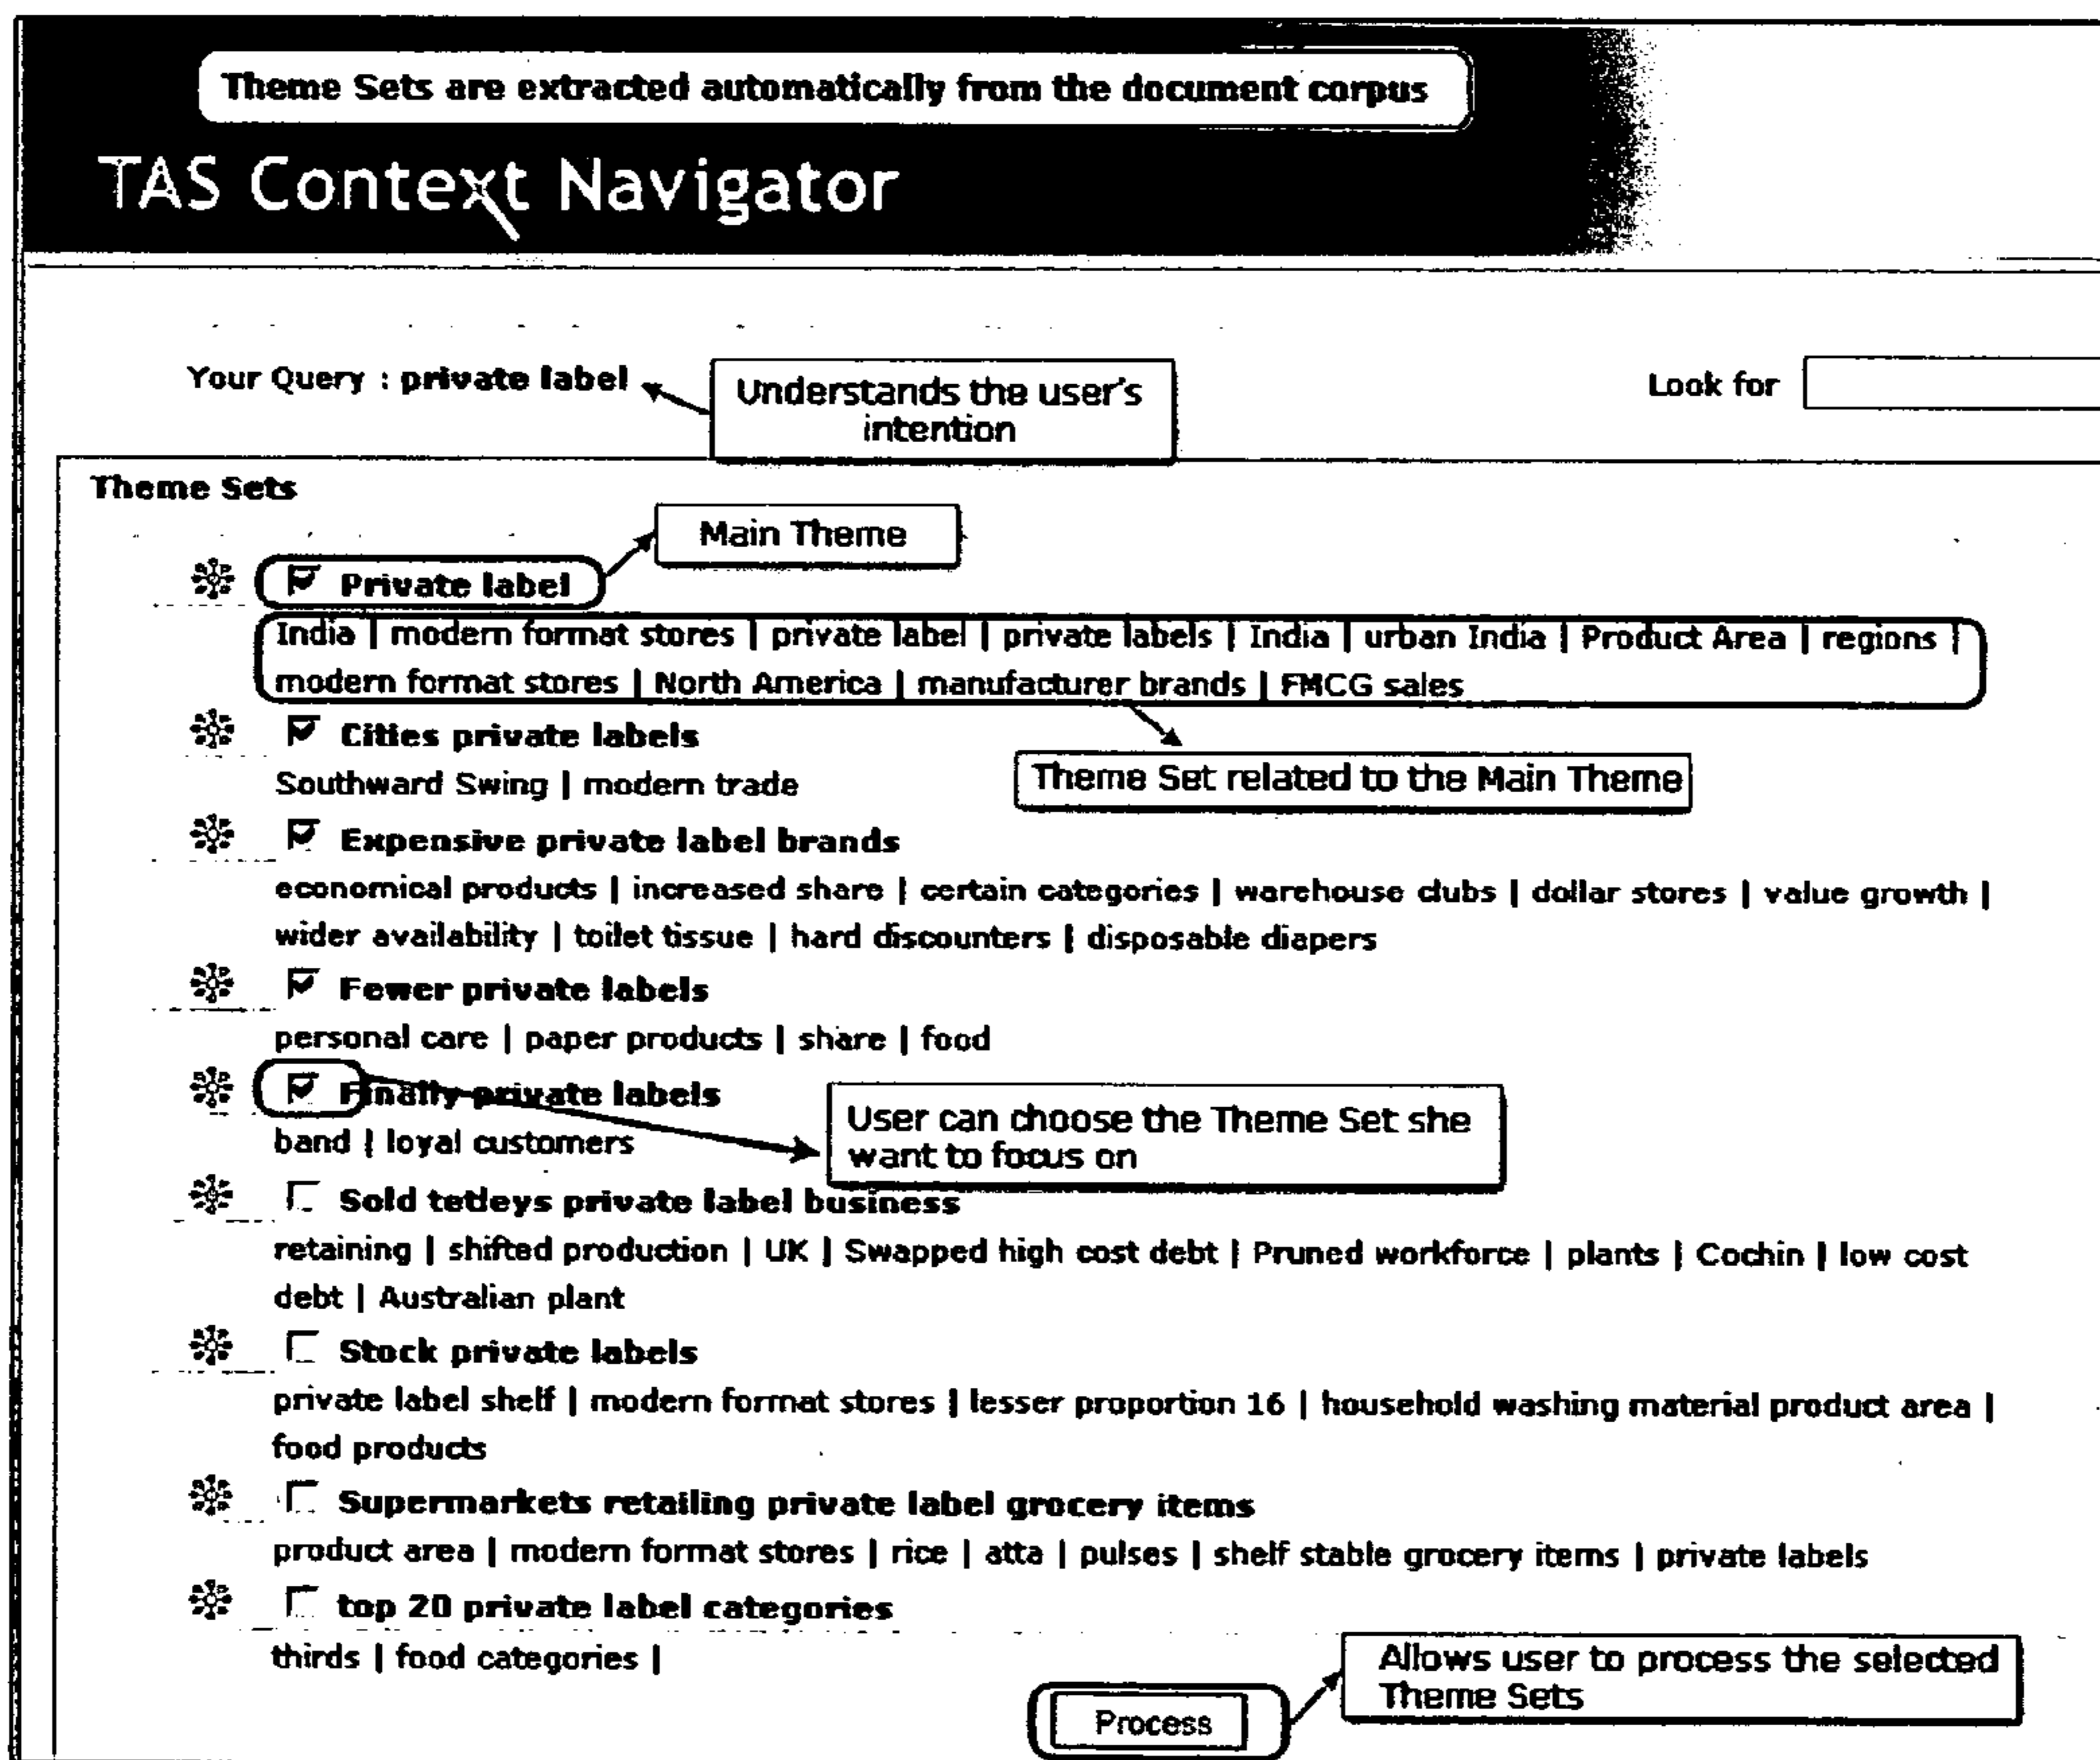 Theme Sets are extracted automatically from the document corpus
TAS Context Navigator
Your Query : private label
Understands the user's
intention
Look for
Theme Sets
Main Theme
Private label
India | modern format stores | private label | private labels | India | urban India | Product Area | regions |
modern format stores | North America | manufacturer brands | FMCG sales
Cities private labels
Southward Swing | modern trade
Theme Set related to the Main Theme
Expensive private label brands
economical products | increased share | certain categories | warehouse clubs | dollar stores | value growth |
wider availability | toilet tissue | hard discounters | disposable diapers
Fewer private labels
personal care | paper products | share | food
Finally private labels
band | loyal customers
User can choose the Theme Set she
want to focus on
Sold tetleys private label business
retaining | shifted production | UK | Swapped high cost debt | Pruned workforce | plants | Cochin | low cost
debt | Australian plant
Stock private labels
private label shelf | modern format stores | lesser proportion 16 | household washing material product area |
food products
Supermarkets retailing private label grocery items
product area | modern format stores | rice | atta | pulses | shelf stable grocery items | private labels
top 20 private label categories
thirds | food categories |
Allows user to process the selected
Theme Sets
Process